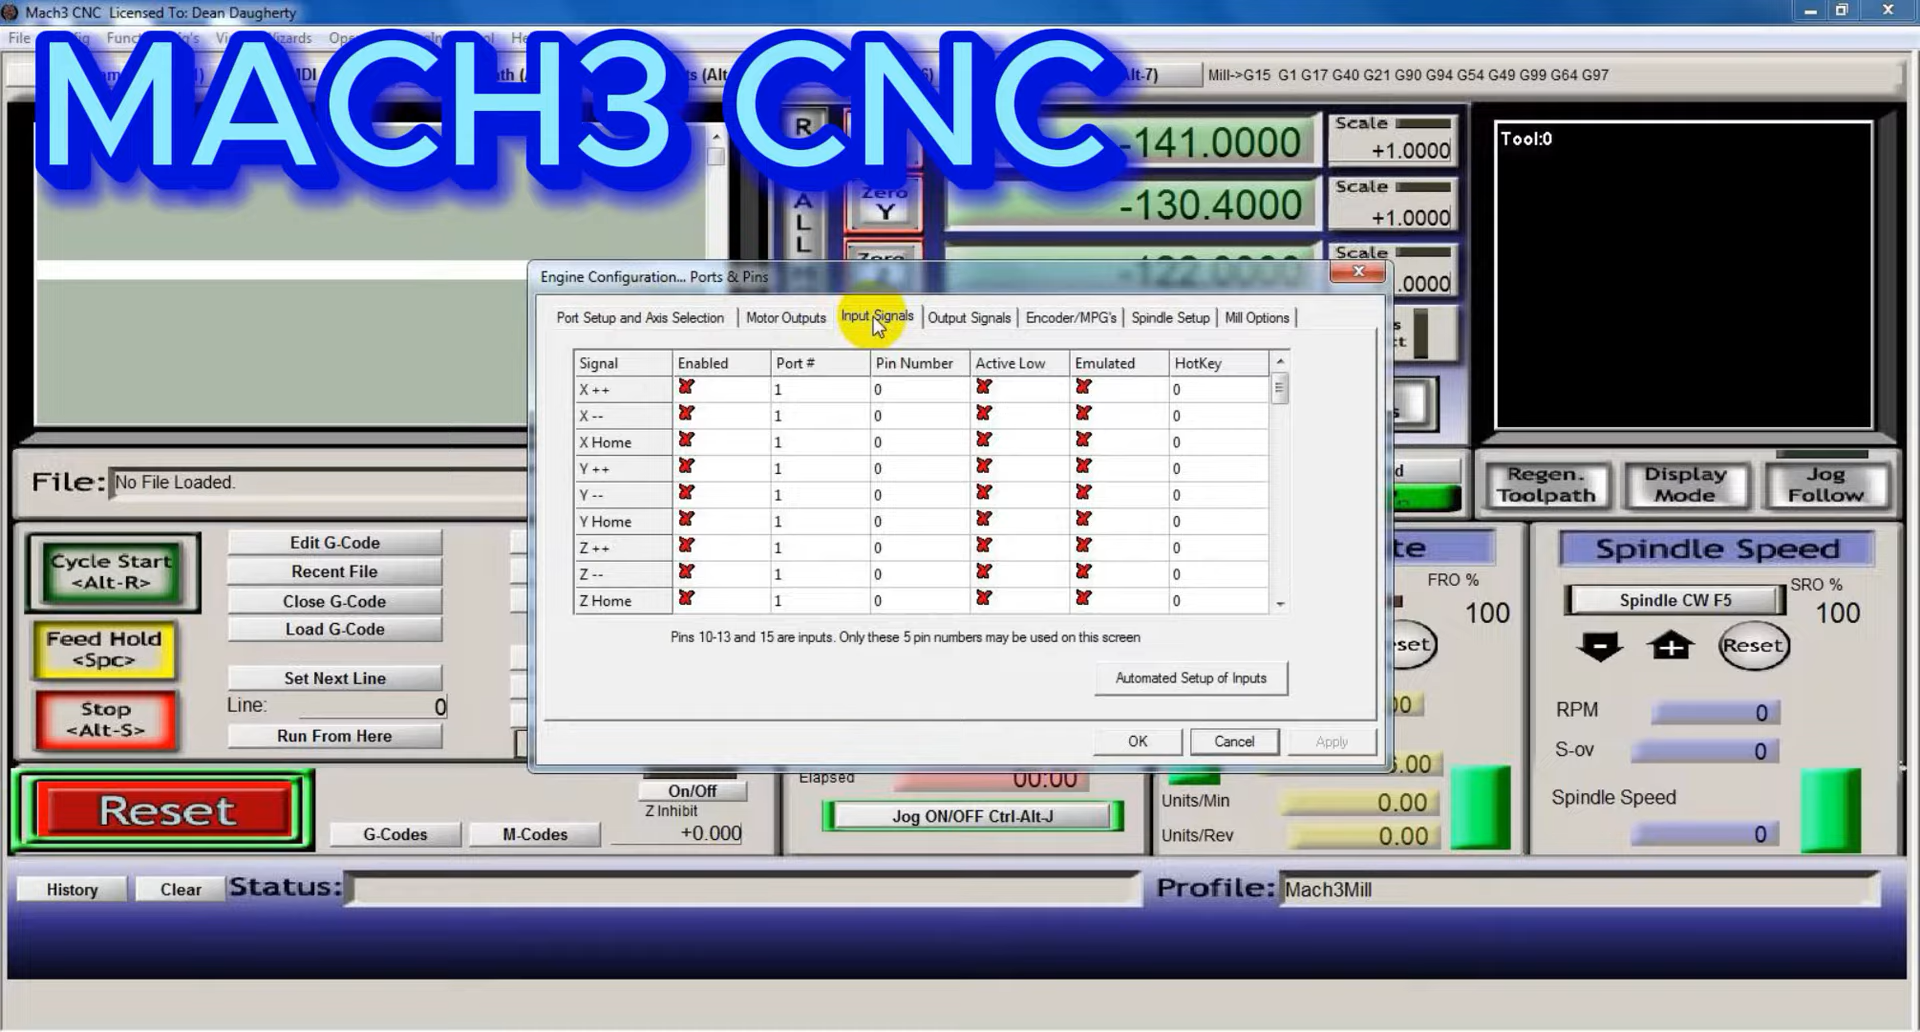 Mach3 CNC Licensed To: Dean Daugherty
File
MACH3 CNC
Mill->G15 G1 G17 G40 G21 G90 G94 G54 G49 G99 G64 G97
-141.0000
Scale
+1.0000
Zero
Y
-130.4000
Scale
+1.0000
Zero
-122.0000
Scale
Tool:0
Engine Configuration... Ports & Pins
Port Setup and Axis Selection
Motor Outputs
Input Signals
Output Signals
Encoder/MPG's
Spindle Setup
Mill Options
Signal Enabled Port # Pin Number Active Low Emulated HotKey
X ++ 1 0 0
X -- 1 0 0
X Home 1 0 0
Y ++ 1 0 0
Y -- 1 0 0
Y Home 1 0 0
Z ++ 1 0 0
Z -- 1 0 0
Z Home 1 0 0
Pins 10-13 and 15 are inputs. Only these 5 pin numbers may be used on this screen
Automated Setup of Inputs
OK
Cancel
Apply
File: No File Loaded.
Regen.
Toolpath
Display
Mode
Jog
Follow
Cycle Start
<Alt-R>
Feed Hold
<Spc>
Stop
<Alt-S>
Edit G-Code
Recent File
Close G-Code
Load G-Code
Set Next Line
Line: 0
Run From Here
FRO %
100
Spindle Speed
Spindle CW F5
SRO %
100
Reset
RPM 0
S-ov 0
Spindle Speed
0
Reset
G-Codes
M-Codes
On/Off
Z Inhibit
+0.000
Elapsed 00:00
Jog ON/OFF Ctrl-Alt-J
Units/Min 0.00
Units/Rev 0.00
History
Clear
Status:
Profile: Mach3Mill